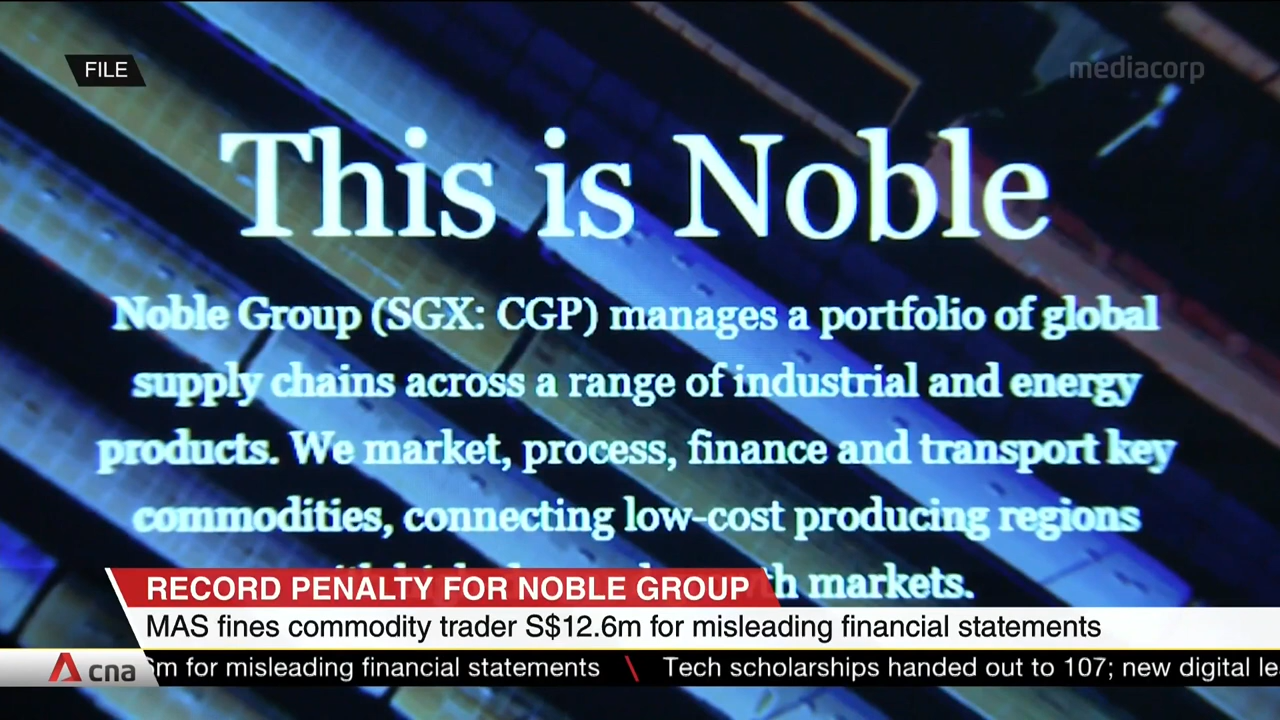 FILE
mediacorp
This is Noble
Noble Group (SGX: CGP) manages a portfolio of global
supply chains across a range of industrial and energy
products. We market, process, finance and transport key
commodities, connecting low-cost producing regions
markets.
RECORD PENALTY FOR NOBLE GROUP
MAS fines commodity trader S$12.6m for misleading financial statements
cna
for misleading financial statements \ Tech scholarships handed out to 107; new digital